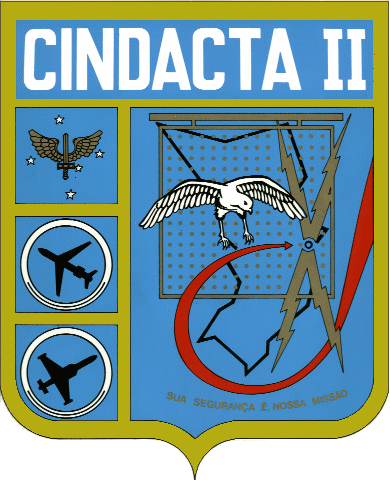 CINDACTA II
SUA SEGURANÇA É, NOSSA MISSÃO